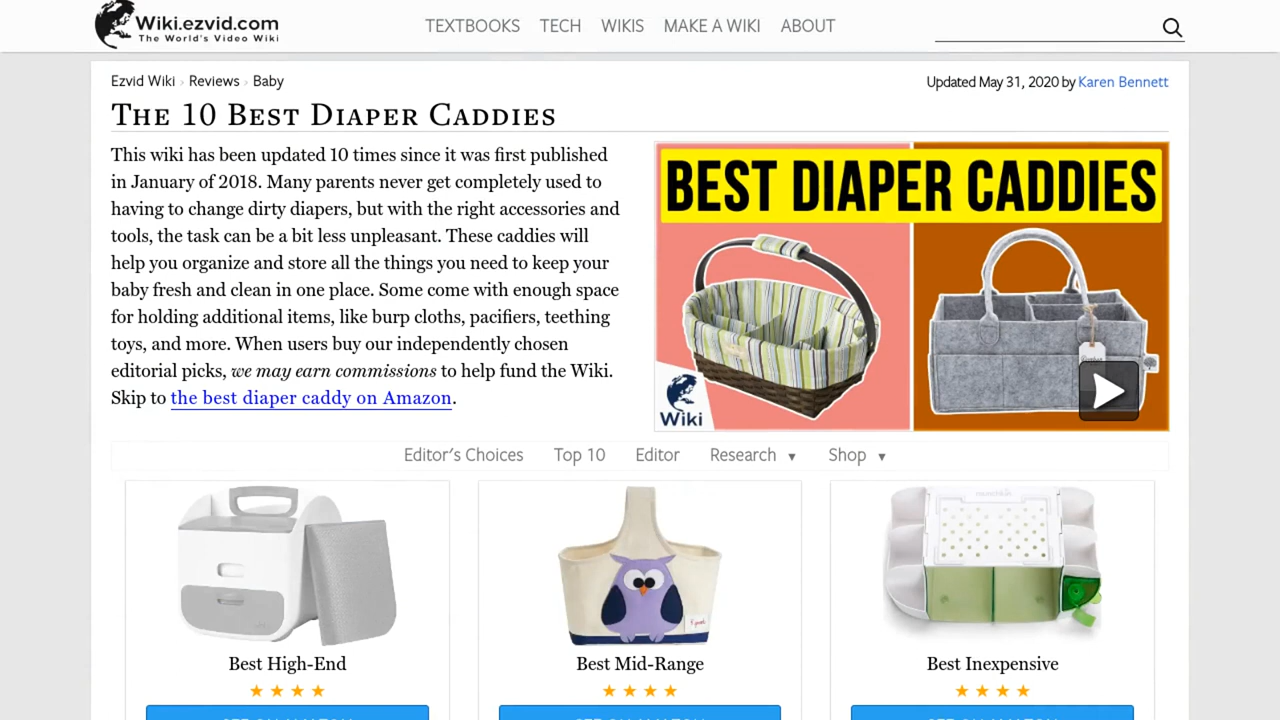 Wiki.ezvid.com
The World's Video Wiki
TEXTBOOKS TECH WIKIS MAKE A WIKI ABOUT
Ezvid Wiki › Reviews › Baby
Updated May 31, 2020 by Karen Bennett
The 10 Best Diaper Caddies
This wiki has been updated 10 times since it was first published
in January of 2018. Many parents never get completely used to
having to change dirty diapers, but with the right accessories and
tools, the task can be a bit less unpleasant. These caddies will
help you organize and store all the things you need to keep your
baby fresh and clean in one place. Some come with enough space
for holding additional items, like burp cloths, pacifiers, teething
toys, and more. When users buy our independently chosen
editorial picks, we may earn commissions to help fund the Wiki.
Skip to the best diaper caddy on Amazon.
BEST DIAPER CADDIES
Wiki
Editor's Choices Top 10 Editor Research ▼ Shop ▼
munchkin
Best High-End
Best Mid-Range
Best Inexpensive